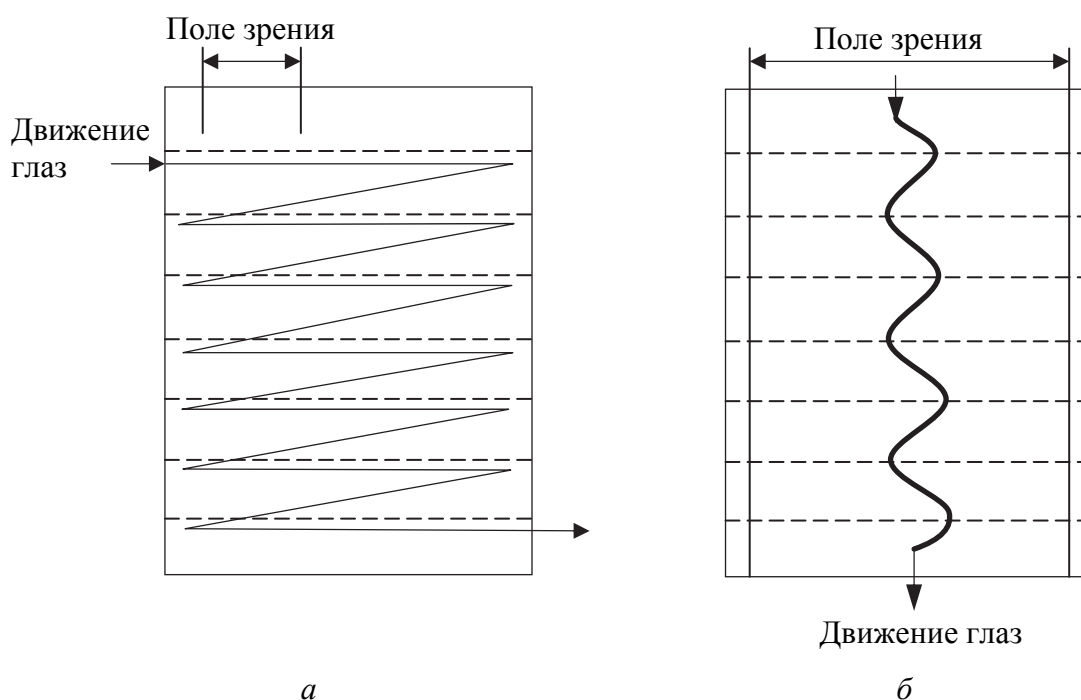 Поле зрения
Движение
глаз
а
Поле зрения
Движение глаз
б